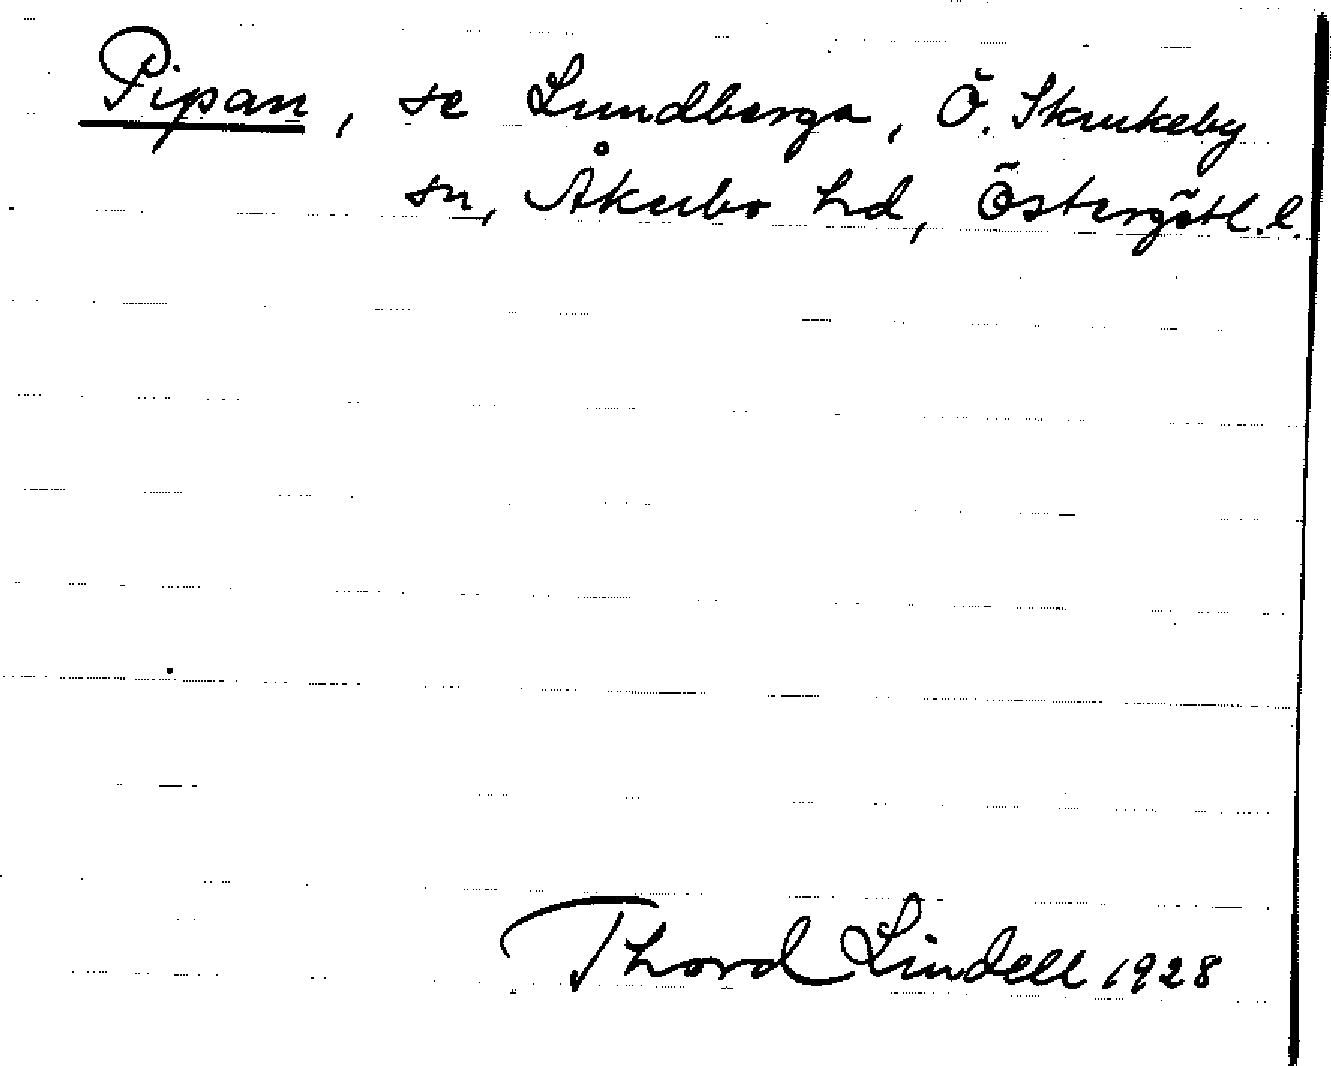 Pipan, se Lundberga, Ö. Skrukeby
sn, Åkerbo hd, Östergötl. l.
Thord Lindell 1928